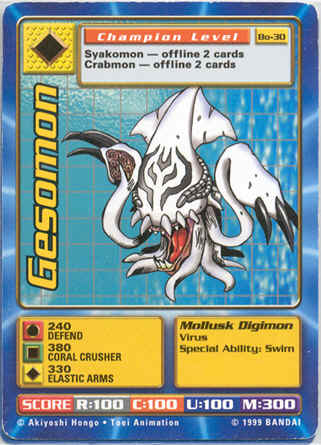 Champion Level
Bo-30
Syakomon — offline 2 cards
Crabmon — offline 2 cards
Gesomon
240
DEFEND
380
CORAL CRUSHER
330
ELASTIC ARMS
Mollusk Digimon
Virus
Special Ability: Swim
SCORE R:100 C:100 U:100 M:300
© Akiyoshi Hongo • Toei Animation
© 1999 BANDAI